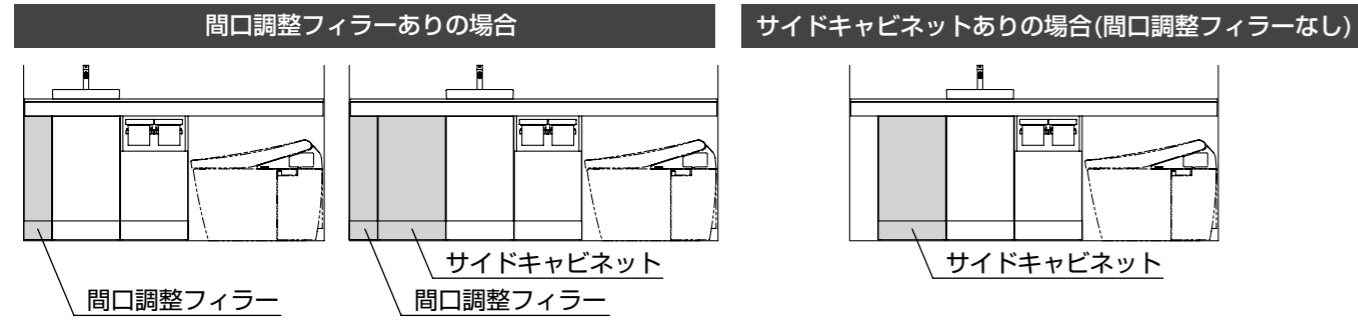 間口調整フィラーありの場合
サイドキャビネットありの場合(間口調整フィラーなし)
間口調整フィラー
サイドキャビネット
間口調整フィラー
サイドキャビネット